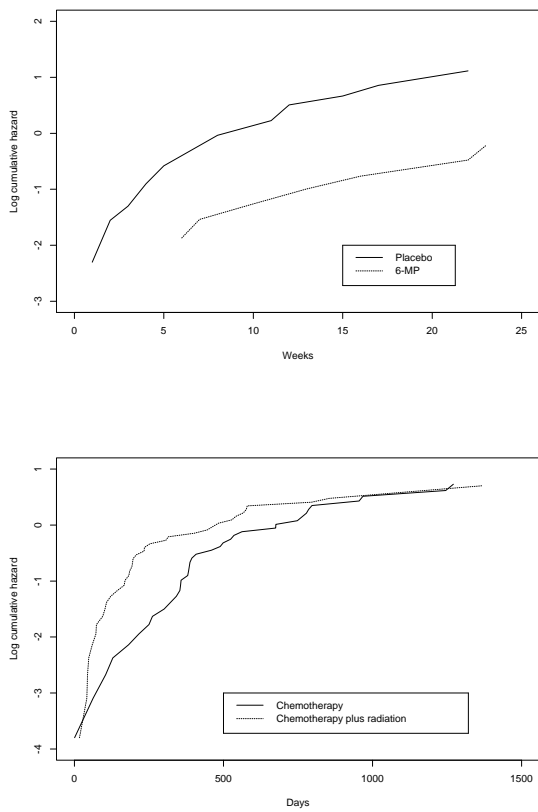 2
1
0
-1
-2
-3
Log cumulative hazard
Placebo
6-MP
0
5
10
15
20
25
Weeks
1
0
-1
-2
-3
-4
Log cumulative hazard
Chemotherapy
Chemotherapy plus radiation
0
500
1000
1500
Days